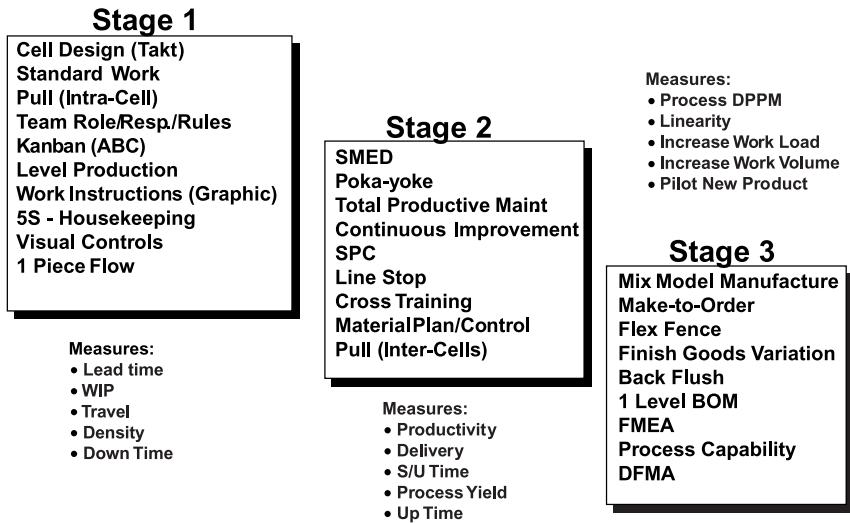 Stage 1
Cell Design (Takt)
Standard Work
Pull (Intra-Cell)
Team Role/Resp./Rules
Kanban (ABC)
Level Production
Work Instructions (Graphic)
5S - Housekeeping
Visual Controls
1 Piece Flow
Measures:
• Lead time
• WIP
• Travel
• Density
• Down Time
Stage 2
SMED
Poka-yoke
Total Productive Maint
Continuous Improvement
SPC
Line Stop
Cross Training
Material Plan/Control
Pull (Inter-Cells)
Measures:
• Productivity
• Delivery
• S/U Time
• Process Yield
• Up Time
Measures:
• Process DPPM
• Linearity
• Increase Work Load
• Increase Work Volume
• Pilot New Product
Stage 3
Mix Model Manufacture
Make-to-Order
Flex Fence
Finish Goods Variation
Back Flush
1 Level BOM
FMEA
Process Capability
DFMA